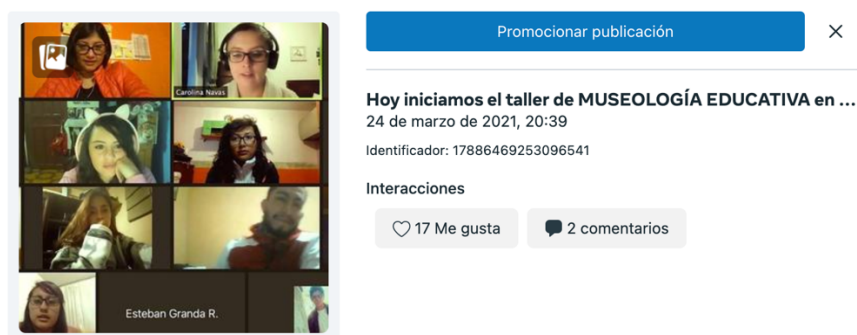 Carolina Navas
Esteban Granda R.
Promocionar publicación
Hoy iniciamos el taller de MUSEOLOGÍA EDUCATIVA en ...
24 de marzo de 2021, 20:39
Identificador: 17886469253096541
Interacciones
17 Me gusta
2 comentarios